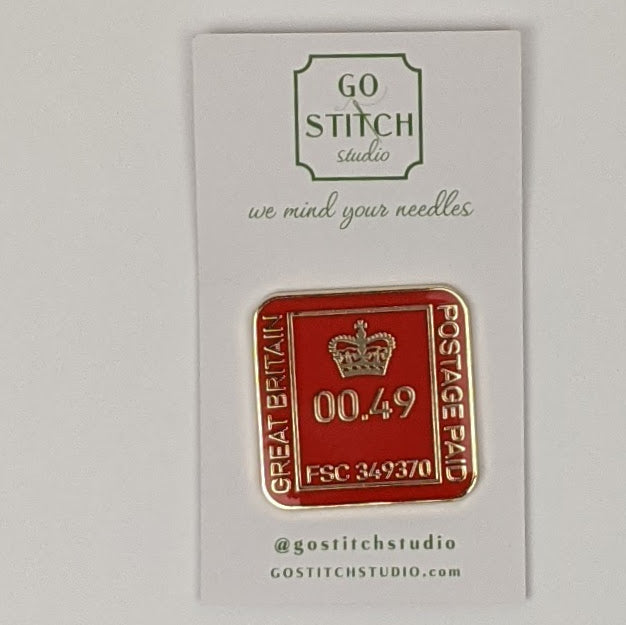 GO
STITCH
studio
we mind your needles
GREAT BRITAIN
00.49
FSC 349370
POSTAGE PAID
@gostitchstudio
GOSTITCHSTUDIO.com